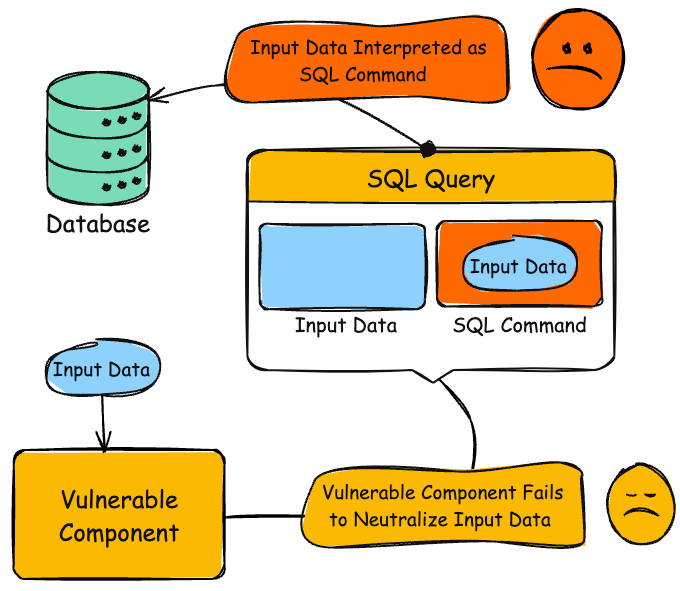 Input Data Interpreted as
SQL Command
Database
SQL Query
Input Data
Input Data
SQL Command
Input Data
Vulnerable
Component
Vulnerable Component Fails
to Neutralize Input Data